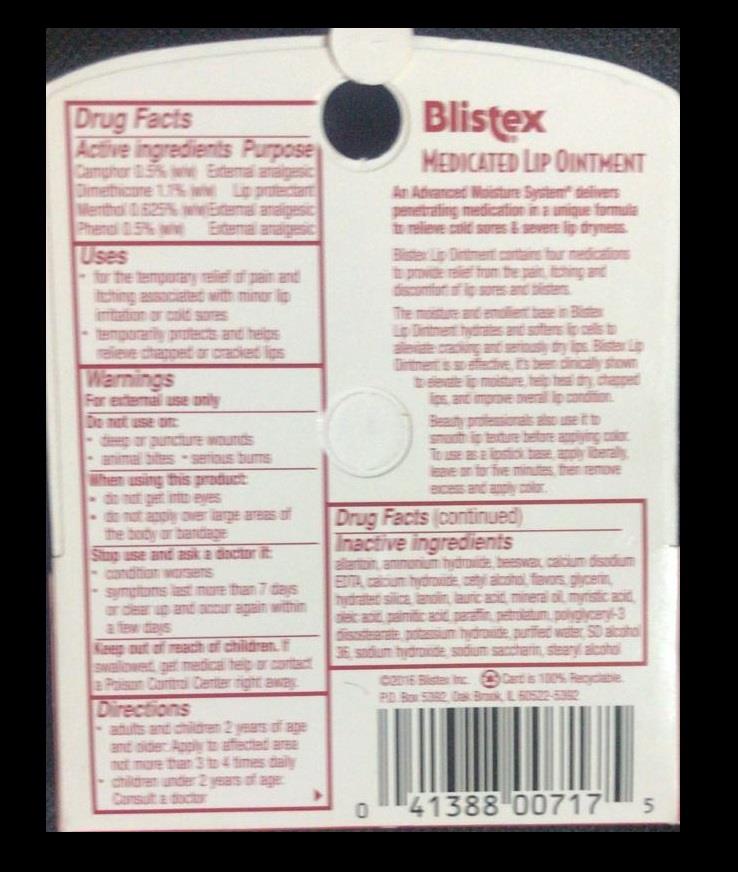 Drug Facts
Active ingredients Purpose
Camphor 0.5% (w/w) External analgesic
Dimethicone 1.1% (w/w) Lip protectant
Menthol 0.625% (w/w) External analgesic
Phenol 0.5% (w/w) External analgesic
Uses
• for the temporary relief of pain and
itching associated with minor lip
irritation or cold sores
• temporarily protects and helps
relieve chapped or cracked lips
Warnings
For external use only
Do not use on:
• deep or puncture wounds
• animal bites • serious burns
When using this product:
• do not get into eyes
• do not apply over large areas of
the body or bandage
Stop use and ask a doctor if:
• condition worsens
• symptoms last more than 7 days
or clear up and occur again within
a few days
Keep out of reach of children. If
swallowed, get medical help or contact
a Poison Control Center right away.
Directions
• adults and children 2 years of age
and older: Apply to affected area
not more than 3 to 4 times daily
• children under 2 years of age:
Consult a doctor
Blistex
MEDICATED LIP OINTMENT
An Advanced Moisture System* delivers
penetrating medication in a unique formula
to relieve cold sores & severe lip dryness.
Blistex Lip Ointment contains four medications
to provide relief from the pain, itching and
discomfort of lip sores and blisters.
The moisture and emollient base in Blistex
Lip Ointment hydrates and softens lip cells to
alleviate cracking and seriously dry lips. Blistex Lip
Ointment is so effective, it's been clinically shown
to elevate lip moisture, help heal dry, chapped
lips, and improve overall lip condition.
Beauty professionals also use it to
smooth lip texture before applying color.
To use as a lipstick base, apply liberally,
leave on for five minutes, then remove
excess and apply color.
Drug Facts (continued)
Inactive ingredients
allantoin, ammonium hydroxide, beeswax, calcium disodium
EDTA, calcium hydroxide, cetyl alcohol, flavors, glycerin,
hydrated silica, lanolin, lauric acid, mineral oil, myristic acid,
oleic acid, palmitic acid, paraffin, petrolatum, polyglyceryl-3
diisostearate, potassium hydroxide, purified water, SD alcohol
36, sodium hydroxide, sodium saccharin, stearyl alcohol
©2016 Blistex Inc. Card is 100% Recyclable.
P.O. Box 5392, Oak Brook, IL 60522-5392
0 41388 00717 5